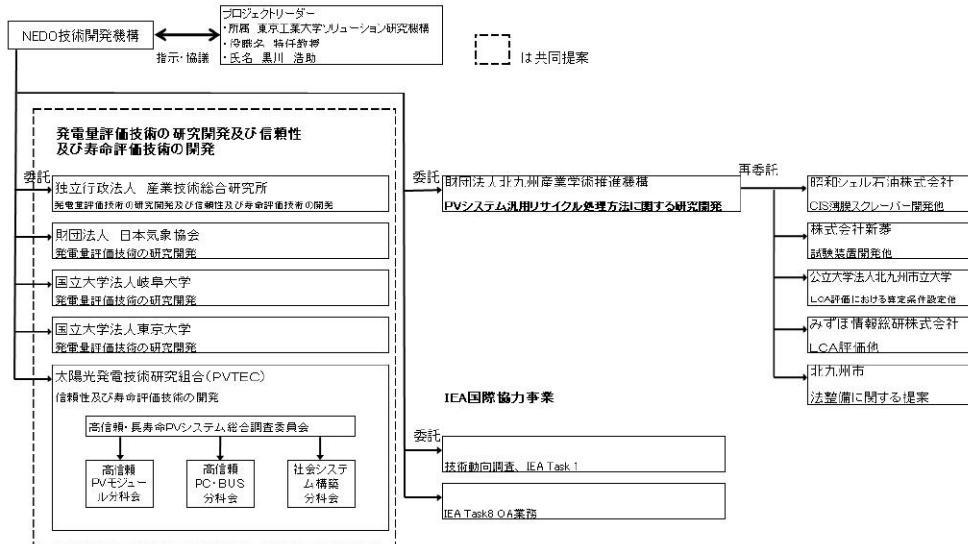 NEDO技術開発機構
指示・協議
プロジェクトリーダー
・所属 東京工業大学ソリューション研究機構
・役職名 特任教授
・氏名 黒川 浩助
は共同提案
発電量評価技術の研究開発及び信頼性
及び寿命評価技術の開発
委託
独立行政法人 産業技術総合研究所
発電量評価技術の研究開発及び信頼性及び寿命評価技術の開発
財団法人 日本気象協会
発電量評価技術の研究開発
国立大学法人岐阜大学
発電量評価技術の研究開発
国立大学法人東京大学
発電量評価技術の研究開発
太陽光発電技術研究組合(PVTEC)
信頼性及び寿命評価技術の開発
高信頼・長寿命PVシステム総合調査委員会
高信頼
PVモジュー
ル分科会
高信頼
PC・BUS
分科会
社会システ
ム構築
分科会
委託
財団法人北九州産業学術推進機構
PVシステム汎用リサイクル処理方法に関する研究開発
再委託
昭和シェル石油株式会社
CIS薄膜スクレーパー開発他
株式会社新菱
試験装置開発他
公立大学法人北九州市立大学
LCA評価における算定条件設定他
みずほ情報総研株式会社
LCA評価他
北九州市
法整備に関する提案
IEA国際協力事業
委託
技術動向調査、IEA Task 1
IEA Task8 OA業務